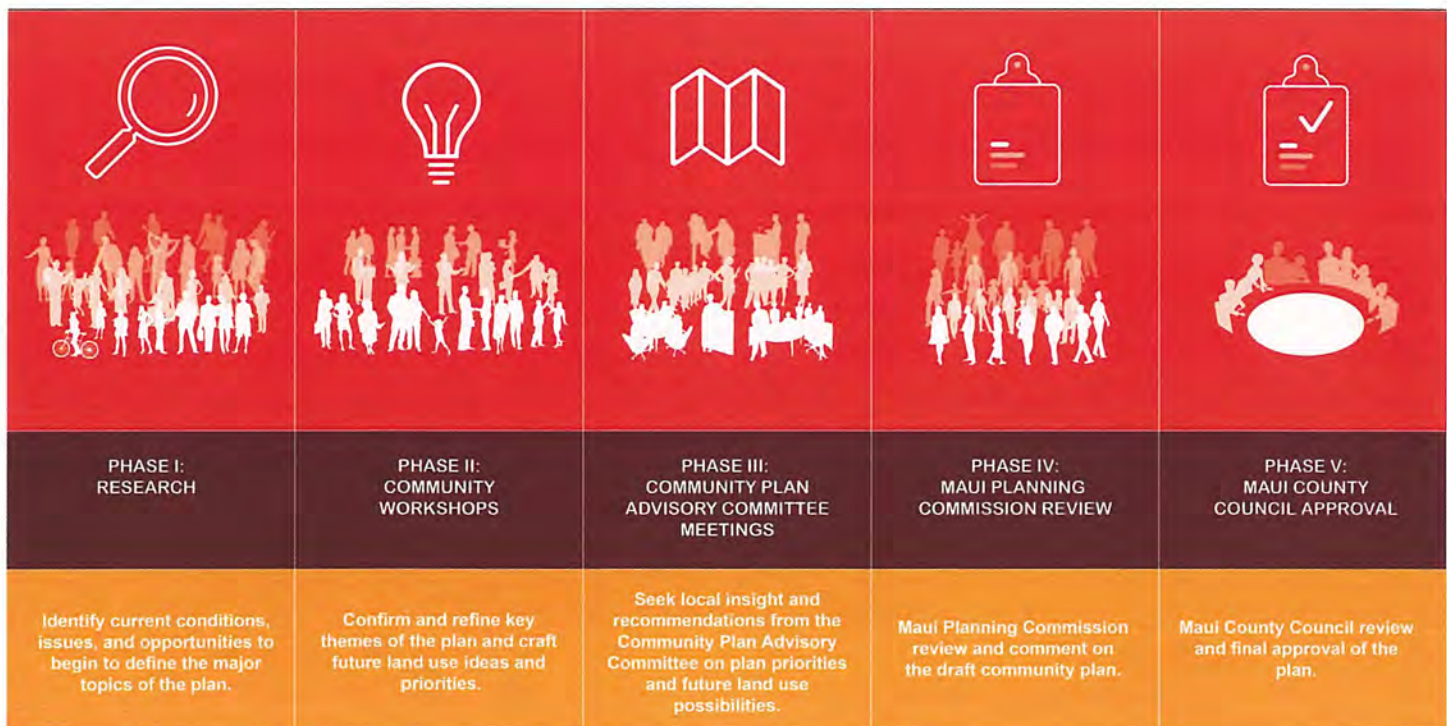 PHASE I:
RESEARCH
PHASE II:
COMMUNITY
WORKSHOPS
PHASE III:
COMMUNITY PLAN
ADVISORY COMMITTEE
MEETINGS
PHASE IV:
MAUI PLANNING
COMMISSION REVIEW
PHASE V:
MAUI COUNTY
COUNCIL APPROVAL
Identify current conditions,
issues, and opportunities to
begin to define the major
topics of the plan.
Confirm and refine key
themes of the plan and craft
future land use ideas and
priorities.
Seek local insight and
recommendations from the
Community Plan Advisory
Committee on plan priorities
and future land use
possibilities.
Maui Planning Commission
review and comment on
the draft community plan.
Maui County Council review
and final approval of the
plan.